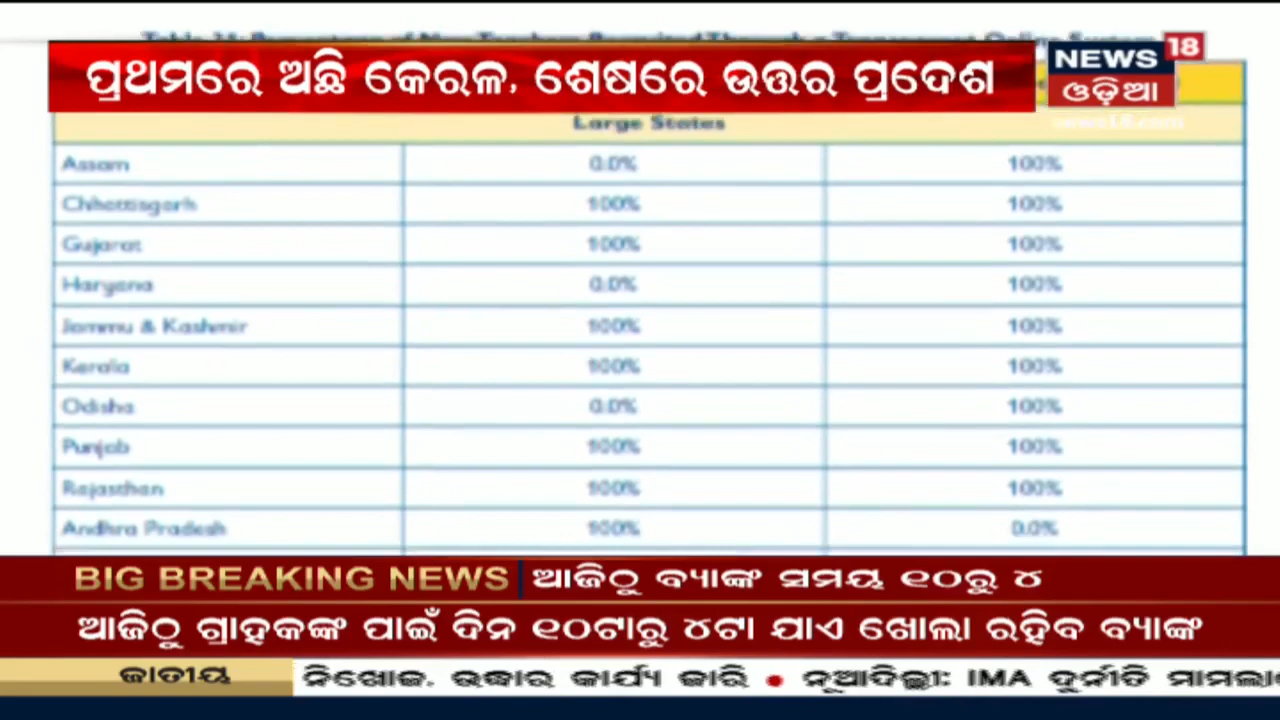 ପ୍ରଥମରେ ଅଛି କେରଳ, ଶେଷରେ ଉତ୍ତର ପ୍ରଦେଶ
NEWS 18
ଓଡ଼ିଆ
news18.com
Large States
Assam 0.0% 100%
Chhattisgarh 100% 100%
Gujarat 100% 100%
Haryana 0.0% 100%
Jammu & Kashmir 100% 100%
Kerala 100% 100%
Odisha 0.0% 100%
Punjab 100% 100%
Rajasthan 100% 100%
Andhra Pradesh 100% 0.0%
BIG BREAKING NEWS ଆଜିଠୁ ବ୍ୟାଙ୍କ ସମୟ ୧୦ରୁ ୪
ଆଜିଠୁ ଗ୍ରାହକଙ୍କ ପାଇଁ ଦିନ ୧୦ଟାରୁ ୪ଟା ଯାଏ ଖୋଲା ରହିବ ବ୍ୟାଙ୍କ
ଜାତୀୟ ନିଖୋଜ, ଉଦ୍ଧାର କାର୍ଯ୍ୟ ଜାରି • ନୂଆଦିଲ୍ଲୀ: IMA ଦୁର୍ନୀତି ମାମଲା